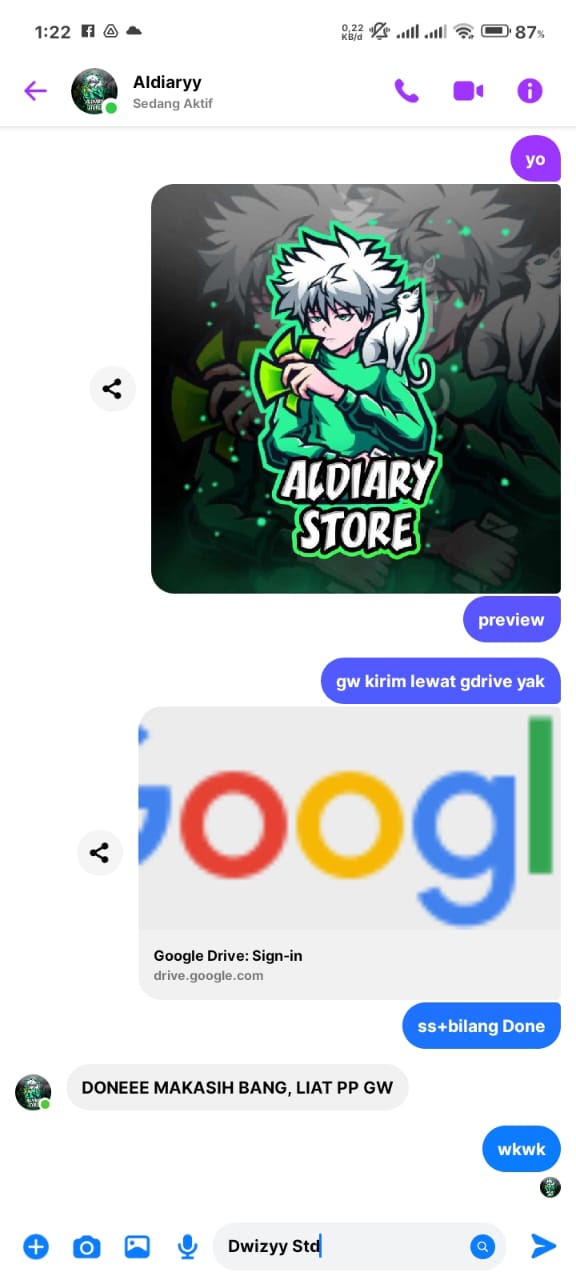 1:22
0,22
KB/d
87%
Aldiaryy
Sedang Aktif
yo
ALDIARY
STORE
preview
gw kirim lewat gdrive yak
Googl
Google Drive: Sign-in
drive.google.com
ss+bilang Done
DONEEE MAKASIH BANG, LIAT PP GW
wkwk
Dwizyy Std